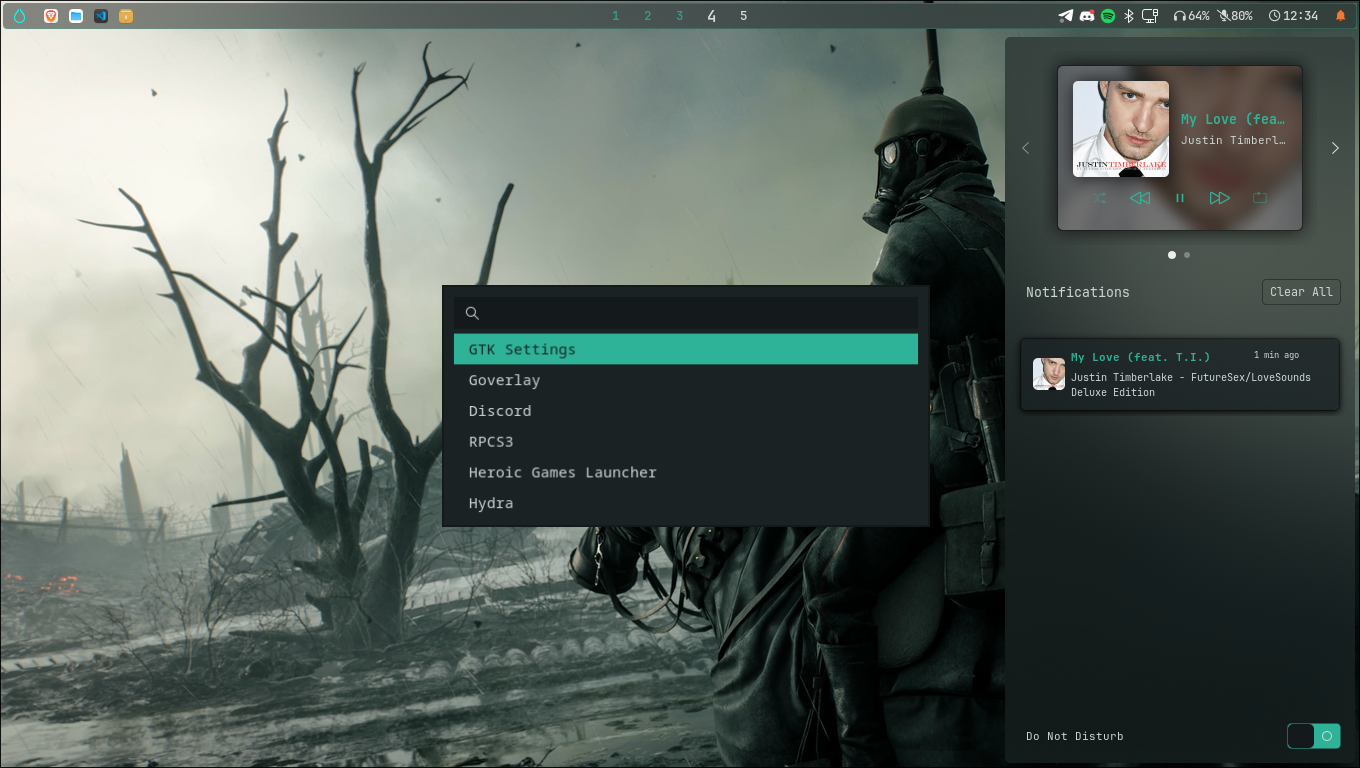 1 2 3 4 5
64% 80% 12:34
My Love (fea…
Justin Timberl…
JUSTINTIMBERLAKE
Notifications
Clear All
My Love (feat. T.I.)
1 min ago
Justin Timberlake - FutureSex/LoveSounds
Deluxe Edition
GTK Settings
Goverlay
Discord
RPCS3
Heroic Games Launcher
Hydra
Do Not Disturb